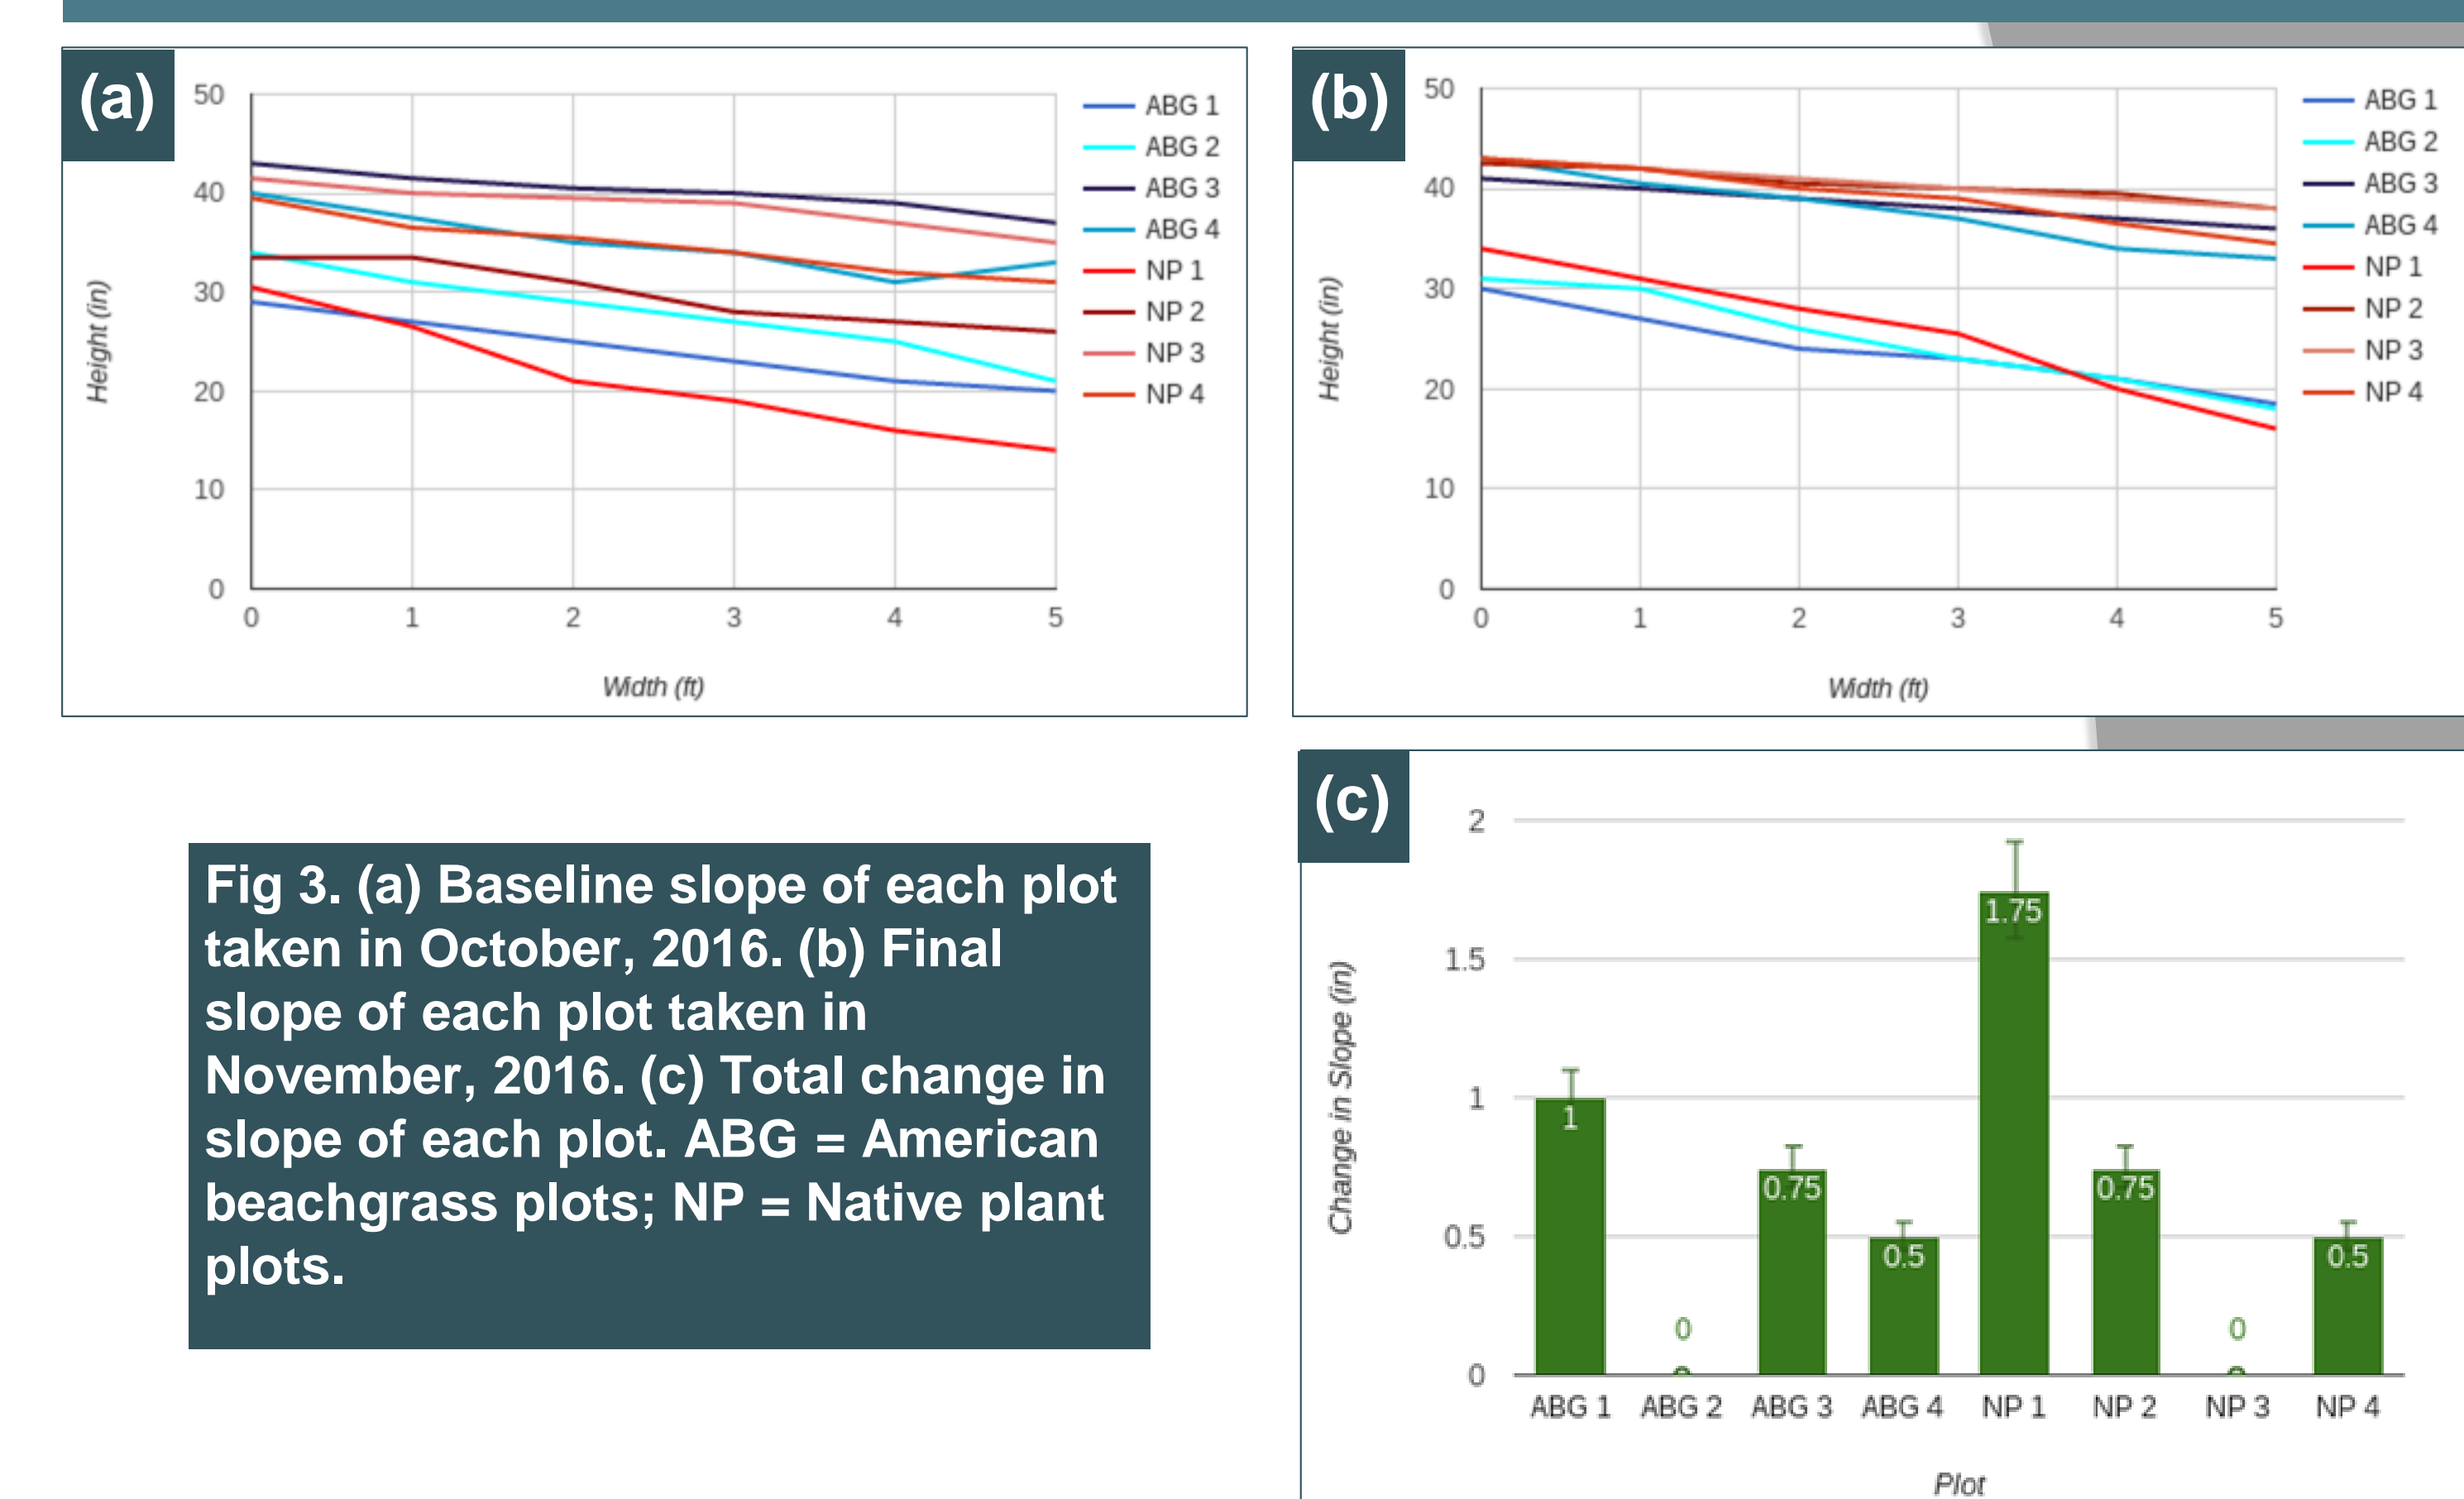 (a)
50
40
30
20
10
0
0 1 2 3 4 5
Height (in)
Width (ft)
ABG 1
ABG 2
ABG 3
ABG 4
NP 1
NP 2
NP 3
NP 4
(b)
50
40
30
20
10
0
0 1 2 3 4 5
Height (in)
Width (ft)
ABG 1
ABG 2
ABG 3
ABG 4
NP 1
NP 2
NP 3
NP 4
Fig 3. (a) Baseline slope of each plot
taken in October, 2016. (b) Final
slope of each plot taken in
November, 2016. (c) Total change in
slope of each plot. ABG = American
beachgrass plots; NP = Native plant
plots.
(c)
2
1.5
1
0.5
0
Change in Slope (in)
1 0 0.75 0.5 1.75 0.75 0 0.5
ABG 1 ABG 2 ABG 3 ABG 4 NP 1 NP 2 NP 3 NP 4
Plot